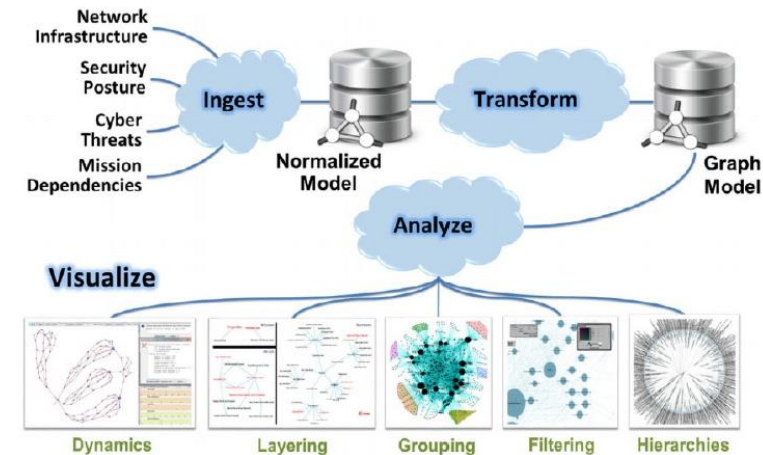 Network
Infrastructure
Security
Posture
Cyber
Threats
Mission
Dependencies
Ingest
Normalized
Model
Transform
Graph
Model
Analyze
Visualize
Dynamics
Layering
Grouping
Filtering
Hierarchies